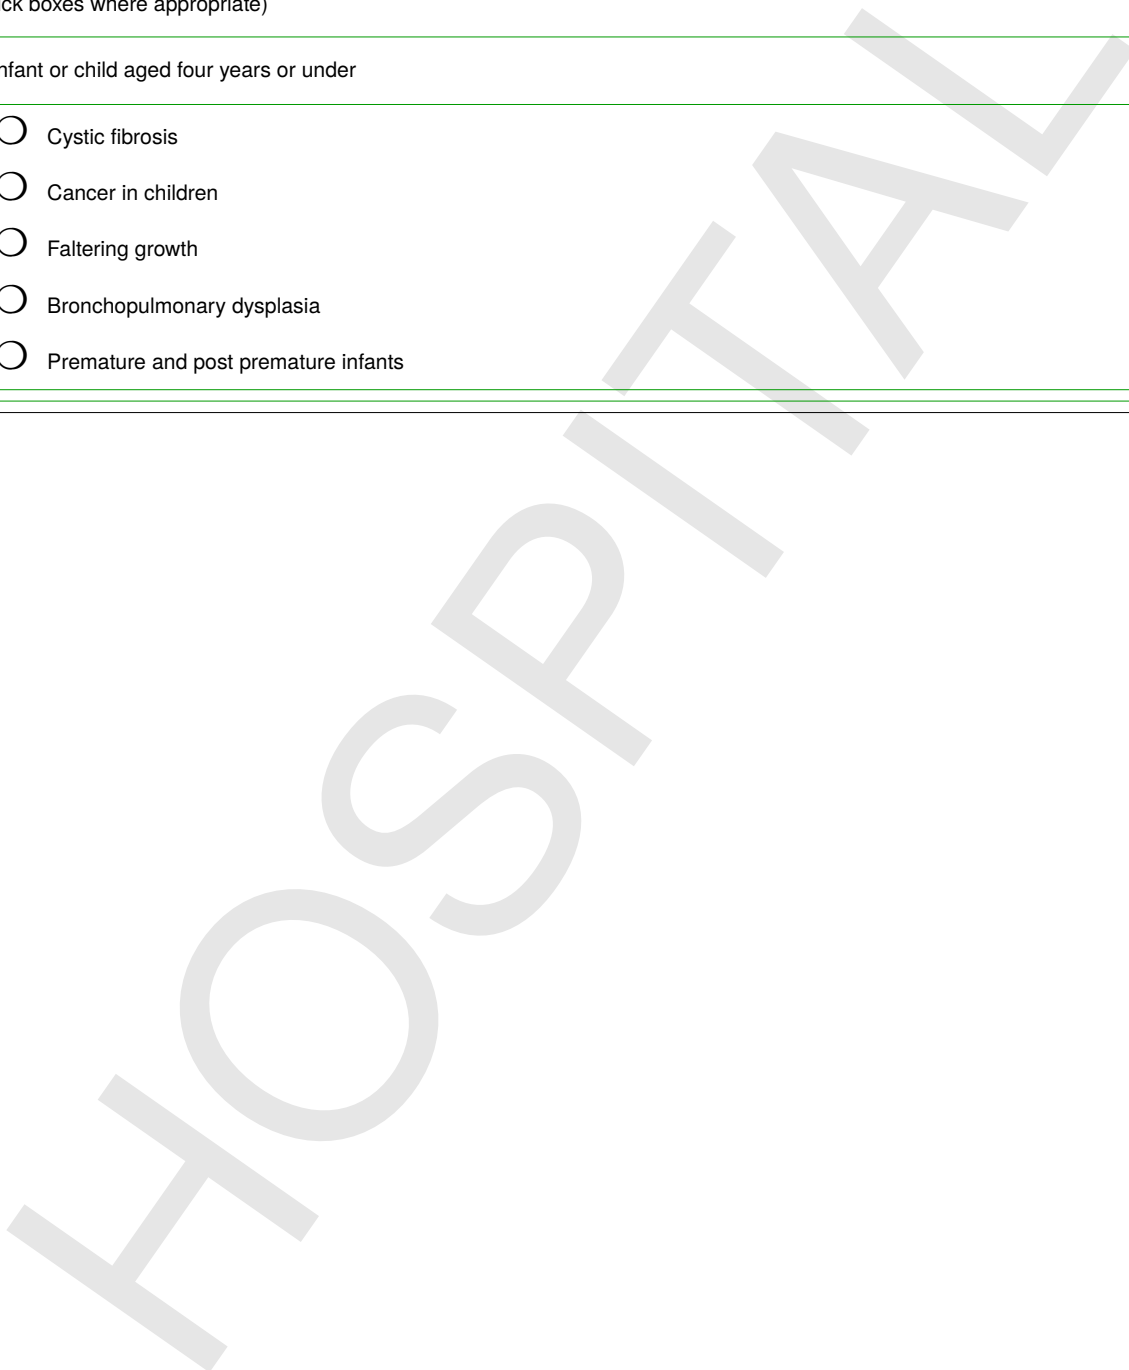 ck boxes where appropriate)
nfant or child aged four years or under
Cystic fibrosis
Cancer in children
Faltering growth
Bronchopulmonary dysplasia
Premature and post premature infants
HOSPITAL